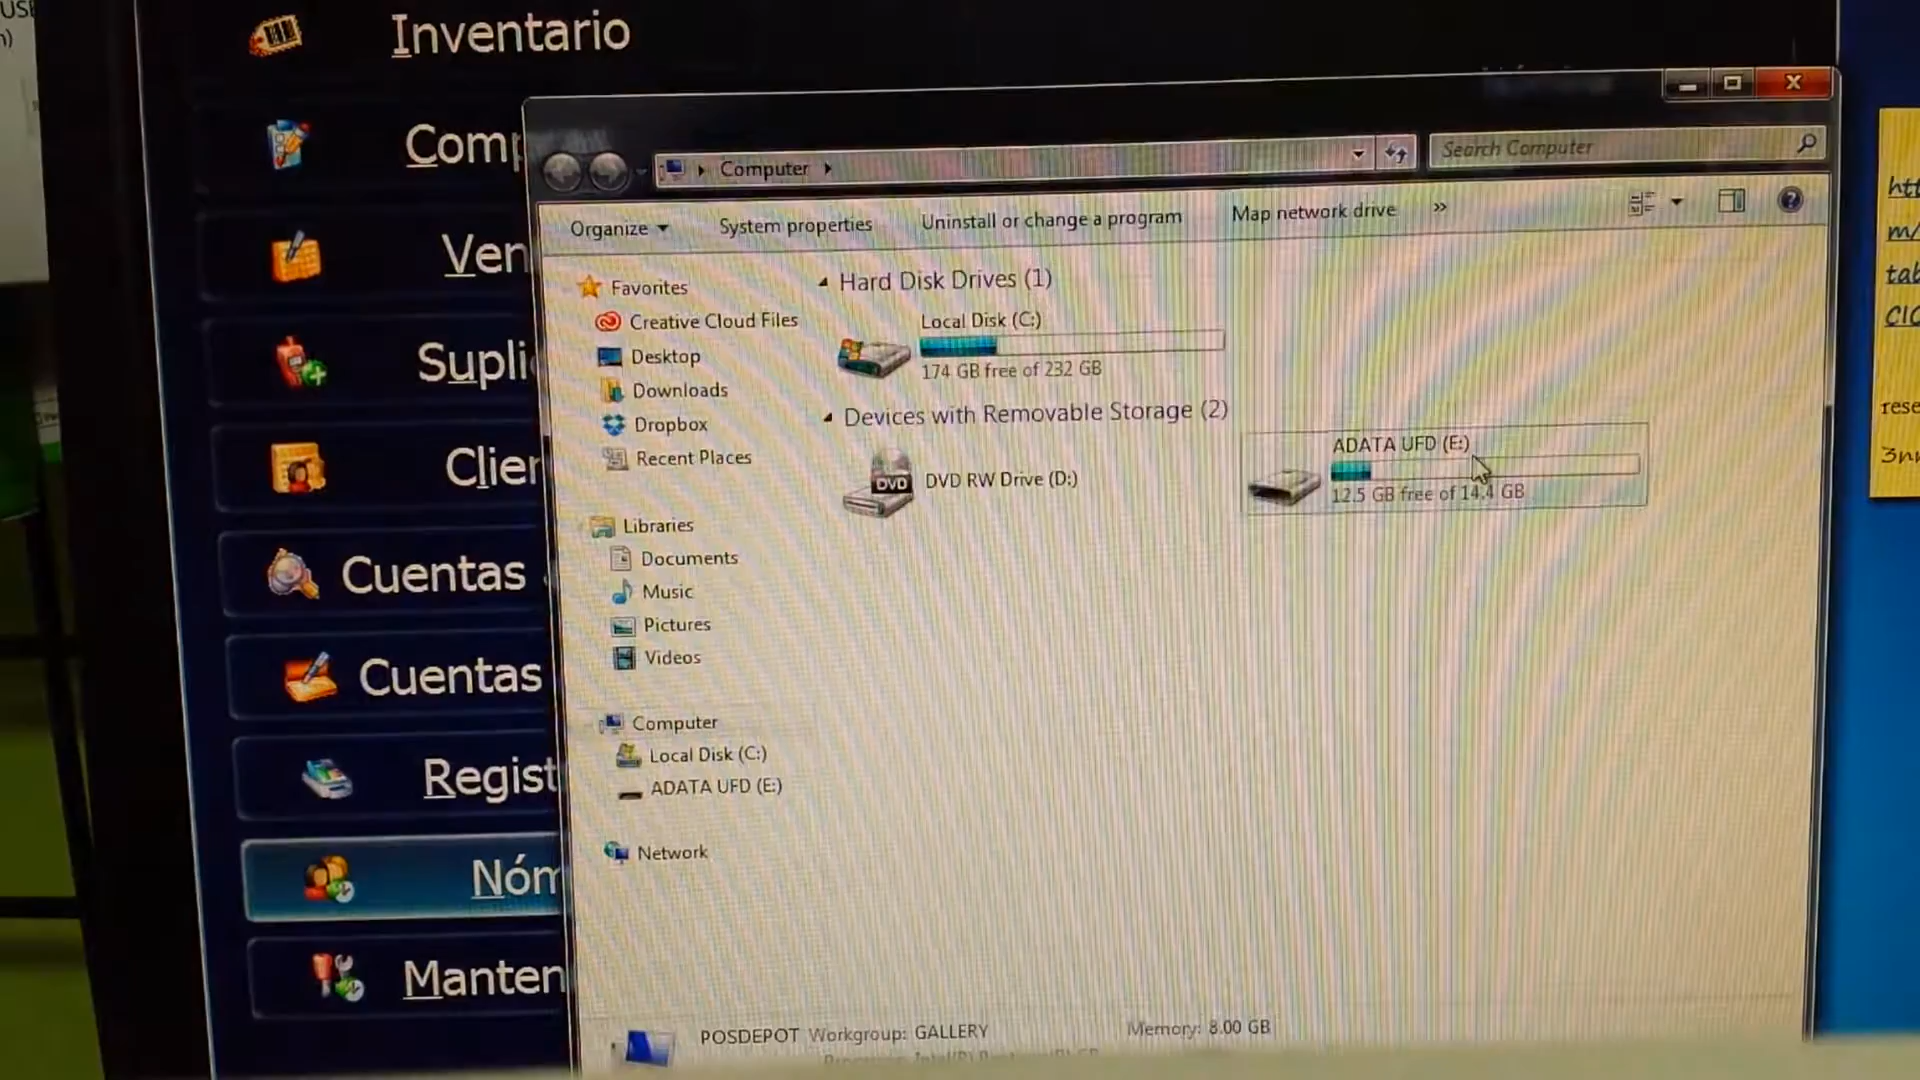 Inventario
Comp
Ven
Suplid
Clien
Cuentas
Cuentas
Regist
Nóm
Manten
Computer
Search Computer
Organize
System properties
Uninstall or change a program
Map network drive
»
Favorites
Creative Cloud Files
Desktop
Downloads
Dropbox
Recent Places
Libraries
Documents
Music
Pictures
Videos
Computer
Local Disk (C:)
ADATA UFD (E:)
Network
Hard Disk Drives (1)
Local Disk (C:)
174 GB free of 232 GB
Devices with Removable Storage (2)
DVD
DVD RW Drive (D:)
ADATA UFD (E:)
12.5 GB free of 14.4 GB
POSDEPOT Workgroup: GALLERY
Memory: 8.00 GB
htt
m/
tab
rese